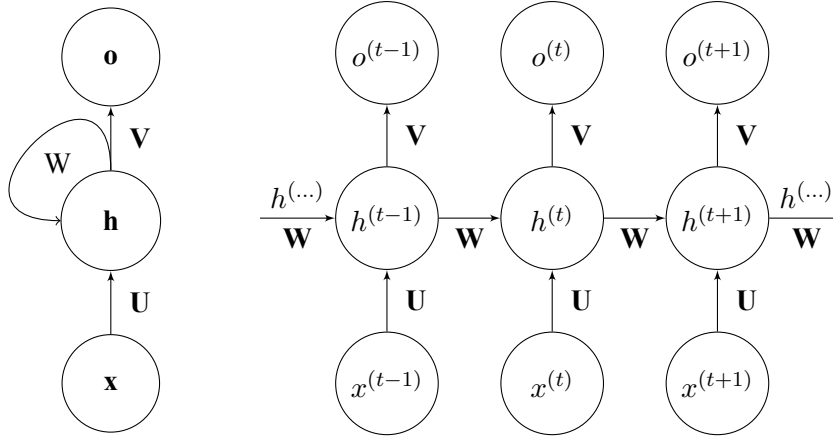 o o^{(t−1)} o^{(t)} o^{(t+1)}
V V V V
W
h^{(...)} h^{(...)}
h h^{(t−1)} h^{(t)} h^{(t+1)}
W W W W
U U U U
x x^{(t−1)} x^{(t)} x^{(t+1)}